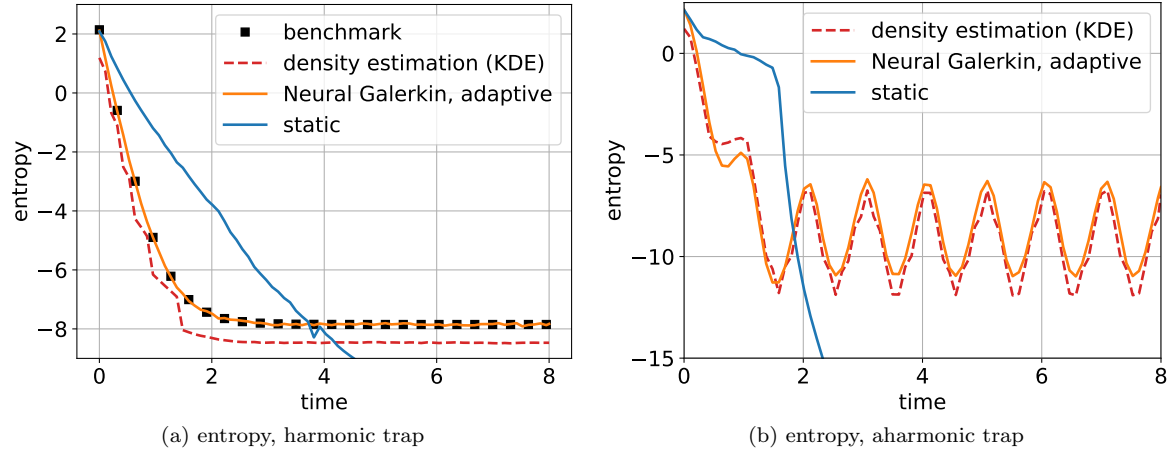 2
0
−2
−4
−6
−8
entropy
0
2
4
6
8
time
benchmark
density estimation (KDE)
Neural Galerkin, adaptive
static
(a) entropy, harmonic trap
0
−5
−10
−15
entropy
0
2
4
6
8
time
density estimation (KDE)
Neural Galerkin, adaptive
static
(b) entropy, aharmonic trap